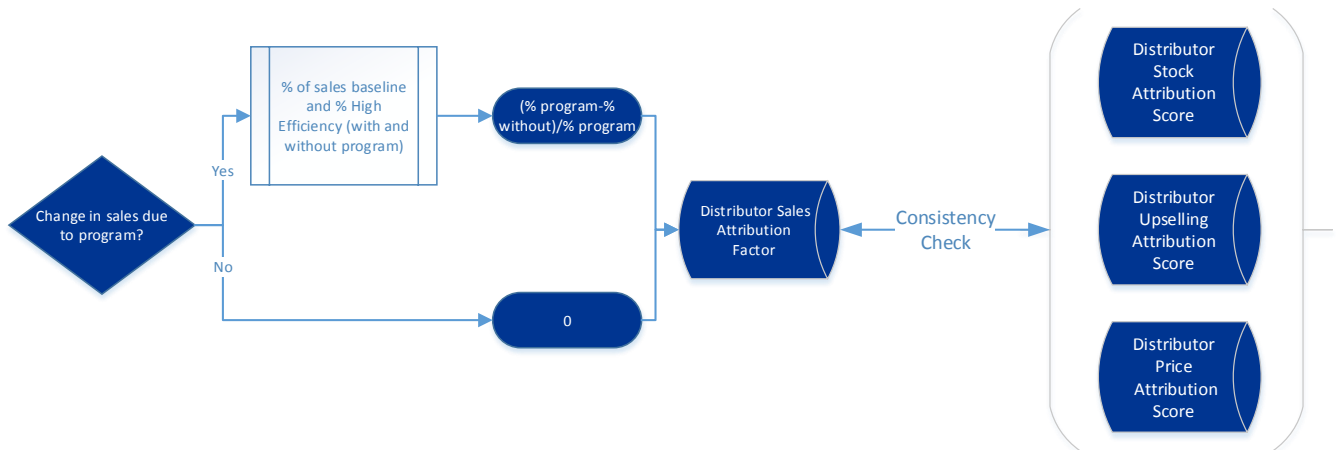 Change in sales due
to program?
Yes
No
% of sales baseline
and % High
Efficiency (with and
without program)
(% program-%
without)/% program
0
Distributor Sales
Attribution
Factor
Consistency
Check
Distributor
Stock
Attribution
Score
Distributor
Upselling
Attribution
Score
Distributor
Price
Attribution
Score